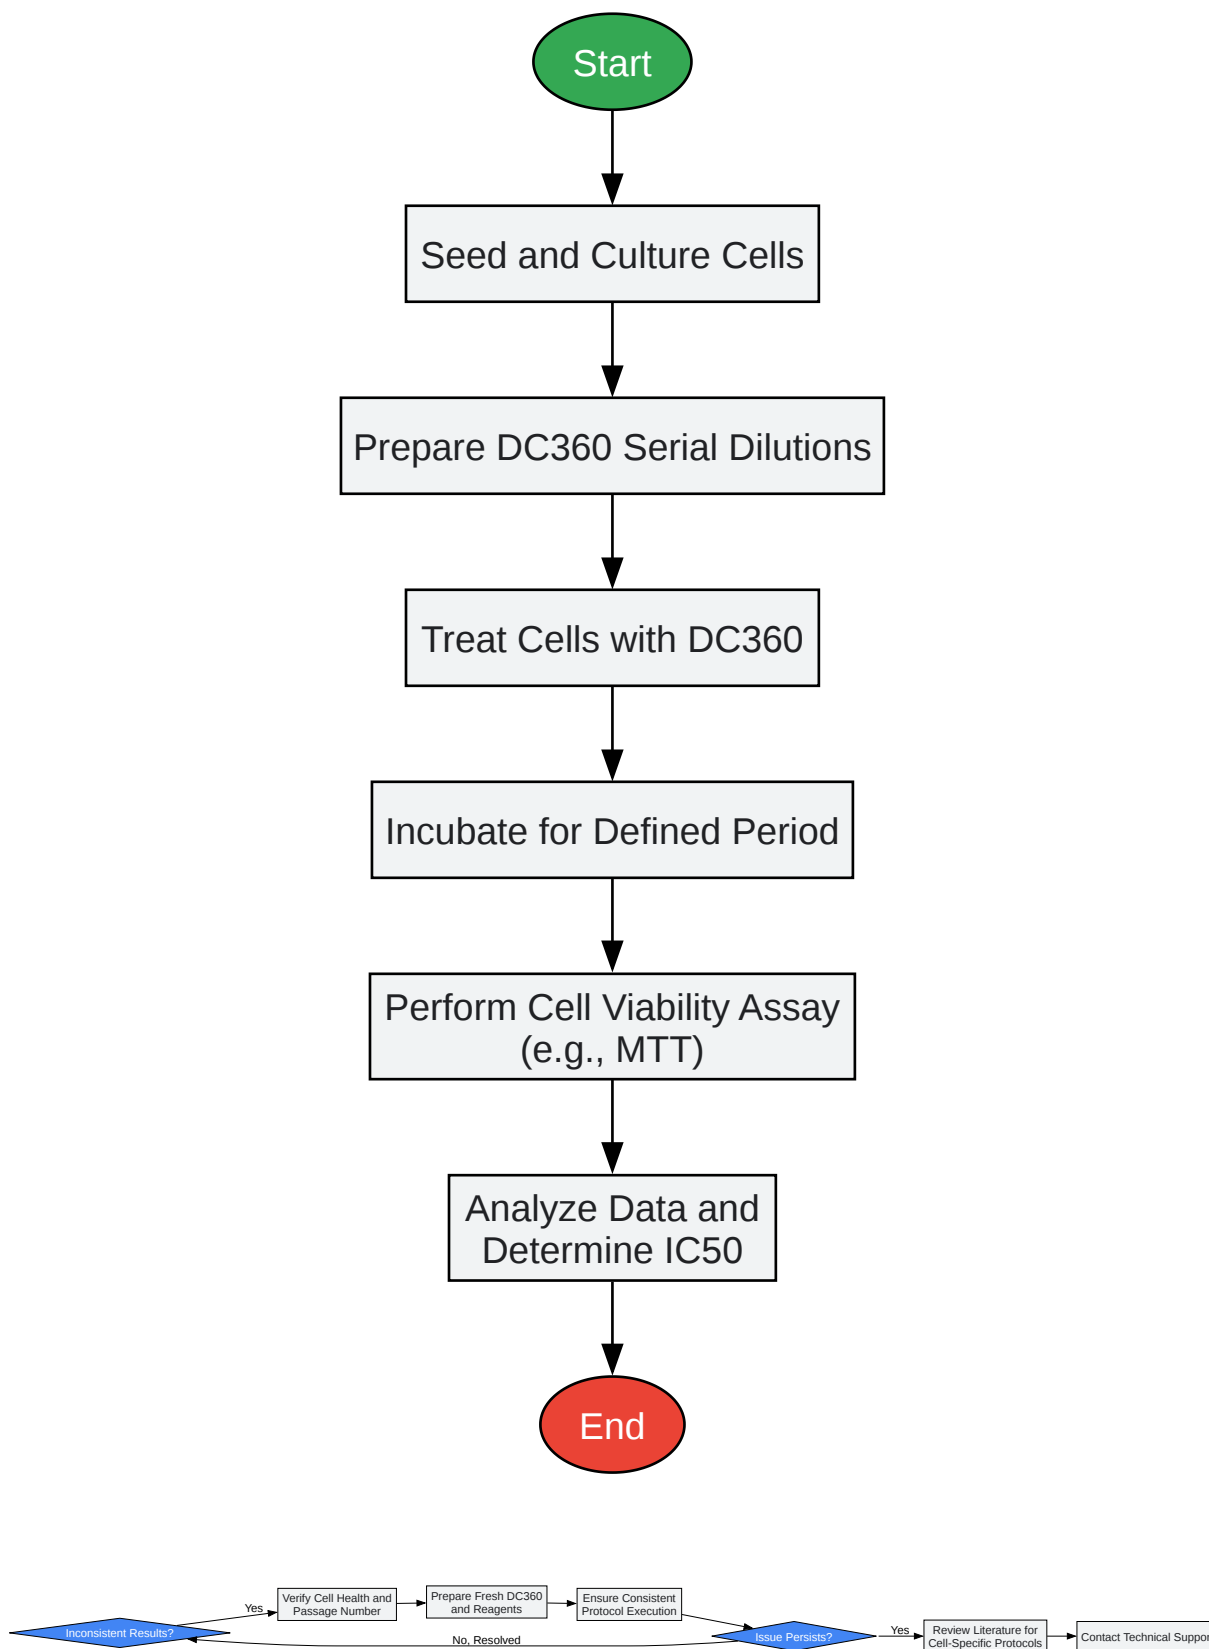 Start
Seed and Culture Cells
Prepare DC360 Serial Dilutions
Treat Cells with DC360
Incubate for Defined Period
Perform Cell Viability Assay
(e.g., MTT)
Analyze Data and
Determine IC50
End
Inconsistent Results?
Yes
Verify Cell Health and
Passage Number
Prepare Fresh DC360
and Reagents
Ensure Consistent
Protocol Execution
No, Resolved
Issue Persists?
Yes
Review Literature for
Cell-Specific Protocols
Contact Technical Suppor